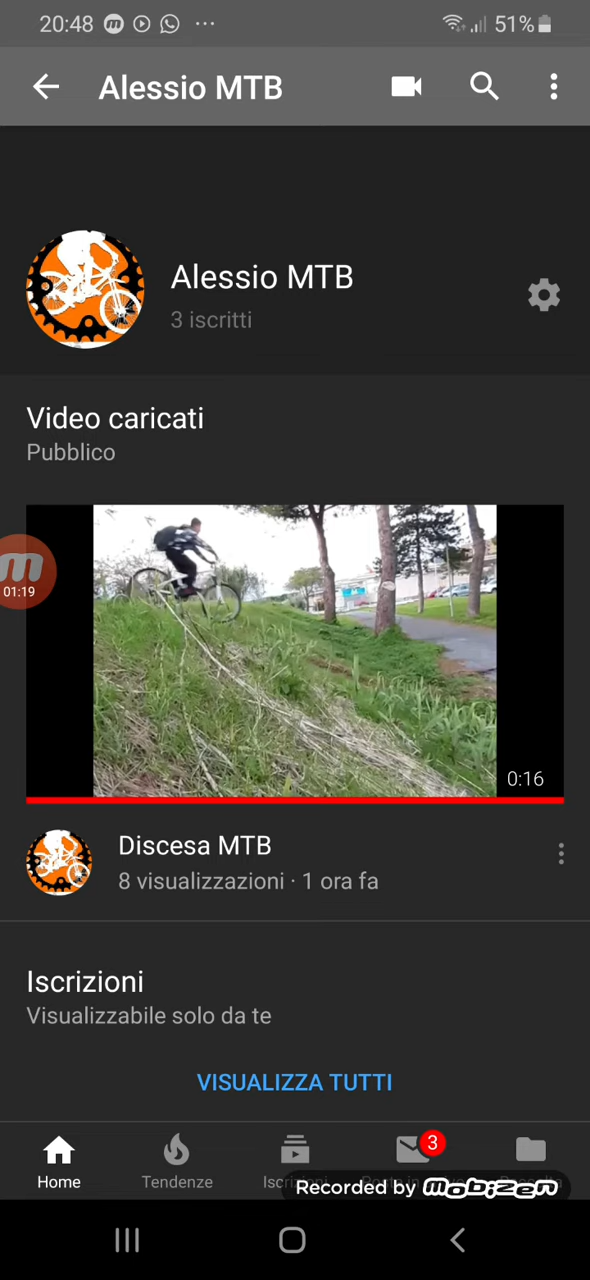 20:48
51%
Alessio MTB
Alessio MTB
3 iscritti
Video caricati
Pubblico
01:19
0:16
Discesa MTB
8 visualizzazioni · 1 ora fa
Iscrizioni
Visualizzabile solo da te
VISUALIZZA TUTTI
3
Home
Tendenze
Recorded by mobizen